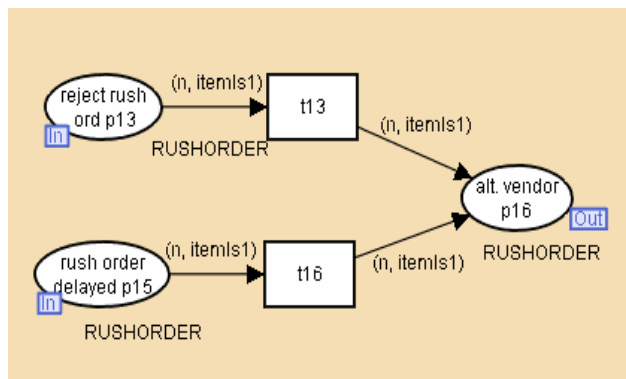 (n, itemls1)
reject rush
ord p13
In
t13
RUSHORDER
(n, itemls1)
alt. vendor
p16
Out
RUSHORDER
(n, itemls1)
rush order
delayed p15
In
t16
(n, itemls1)
RUSHORDER